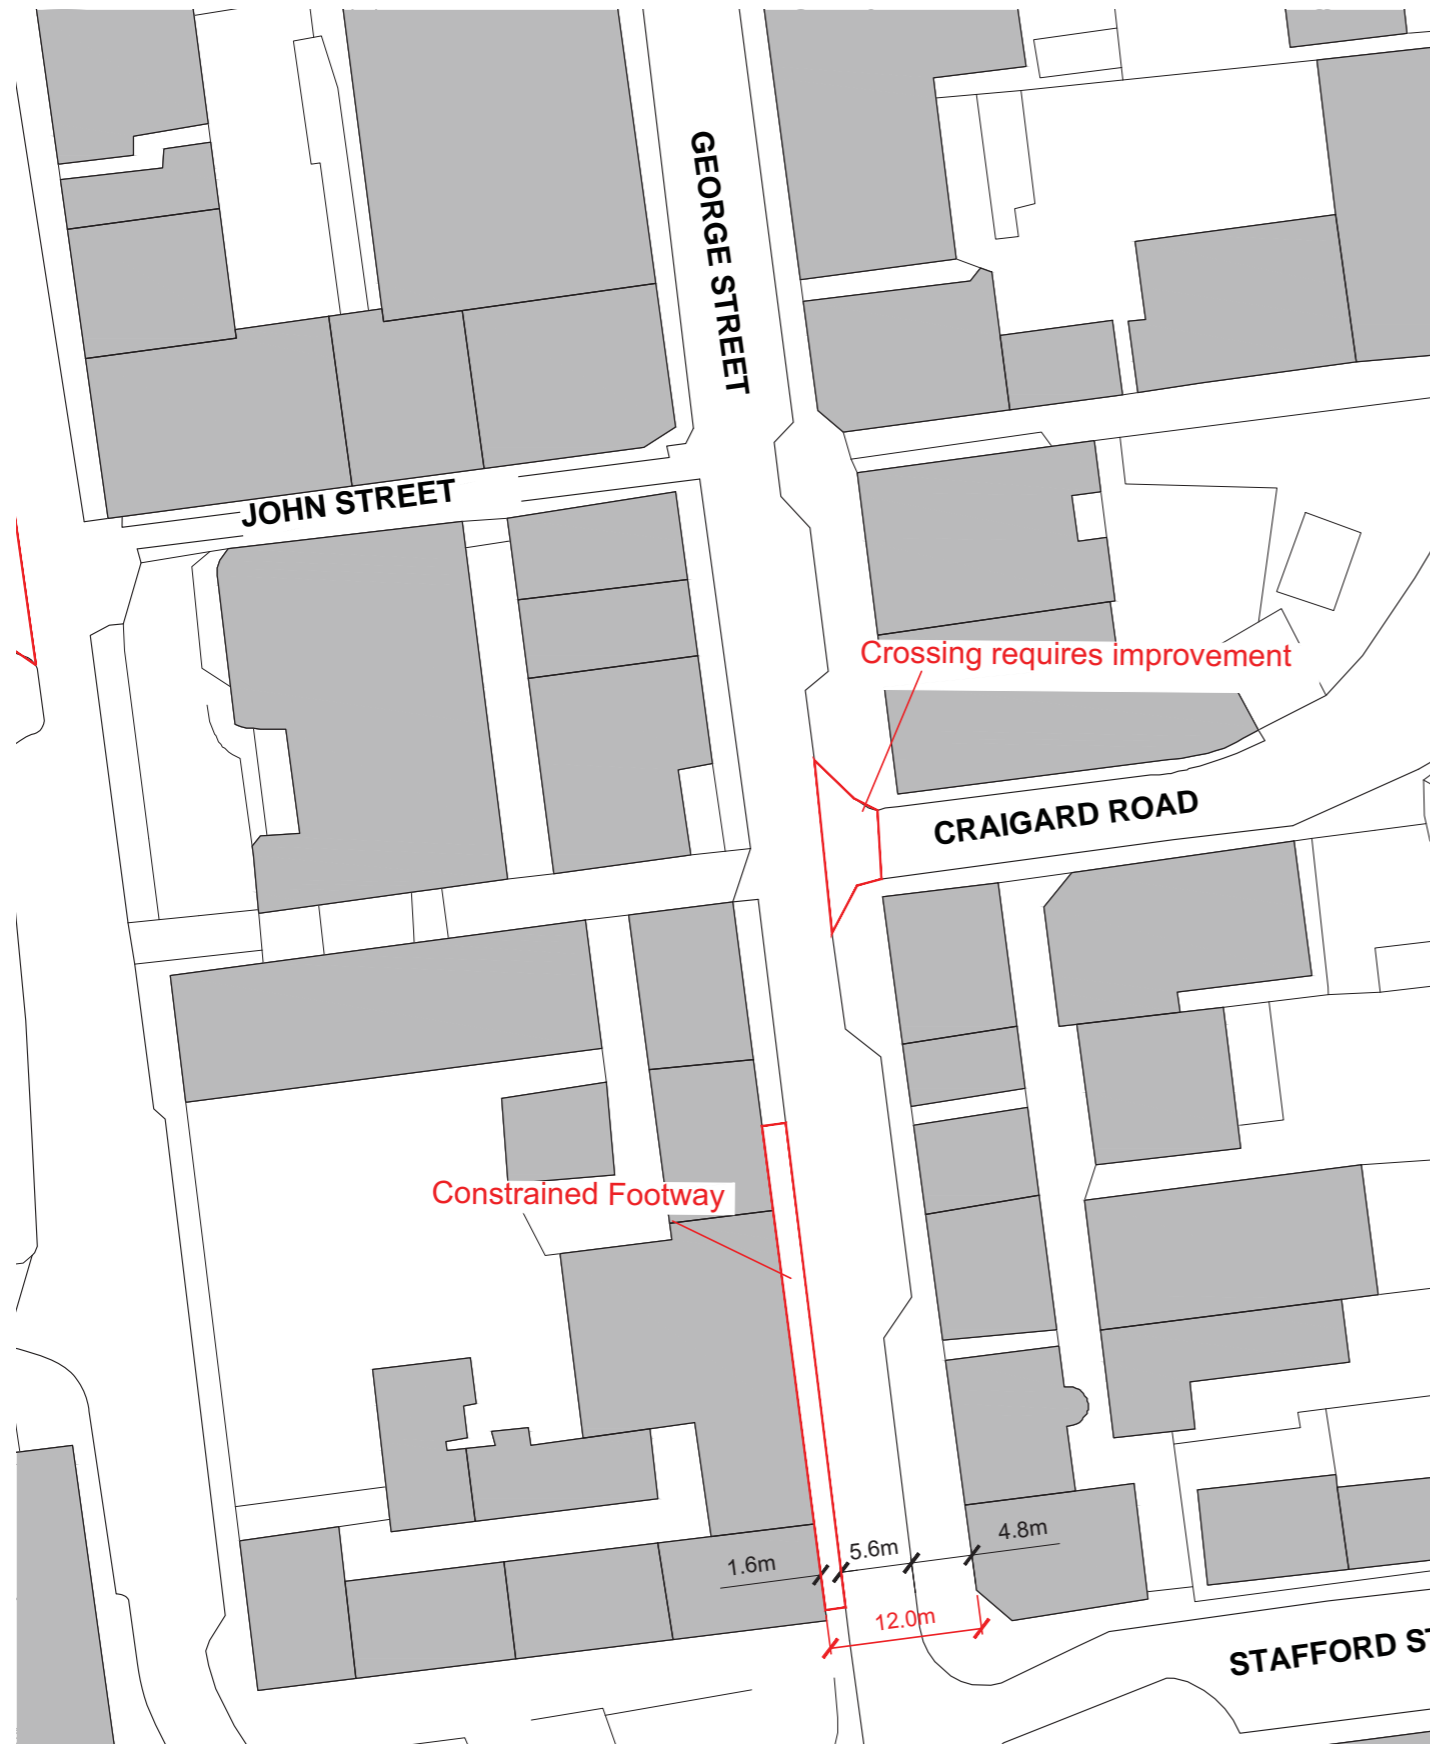 GEORGE STREET
JOHN STREET
Crossing requires improvement
CRAIGARD ROAD
Constrained Footway
1.6m
5.6m
4.8m
12.0m
STAFFORD ST